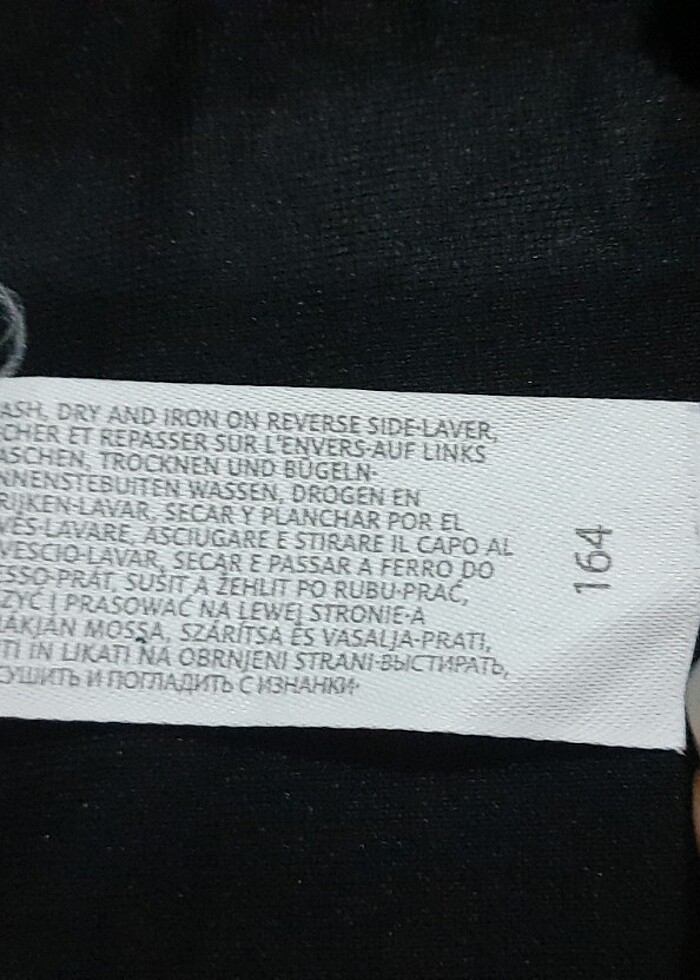 ASH, DRY AND IRON ON REVERSE SIDE-LAVER,
CHER ET REPASSER SUR L'ENVERS-AUF LINKS
ASCHEN, TROCKNEN UND BÜGELN-
NNENSTEBUITEN WASSEN, DROGEN EN
RIJKEN-LAVAR, SECAR Y PLANCHAR POR EL
VÉS-LAVARE, ASCIUGARE E STIRARE IL CAPO AL
VESCIO-LAVAR, SECAR E PASSAR A FERRO DO
ESSO-PRÁT, SUŠIT A ŽEHLIT PO RUBU-PRAĆ,
ZYĆ I PRASOWAĆ NA LEWEJ STRONIE-A
ÁKJÁN MOSSA, SZÁRÍTSA ÉS VASALJA-PRATI,
TI IN LIKATI NA OBRNJENI STRANI-ВЫСТИРАТЬ,
СУШИТЬ И ПОГЛАДИТЬ С ИЗНАНКИ-
164